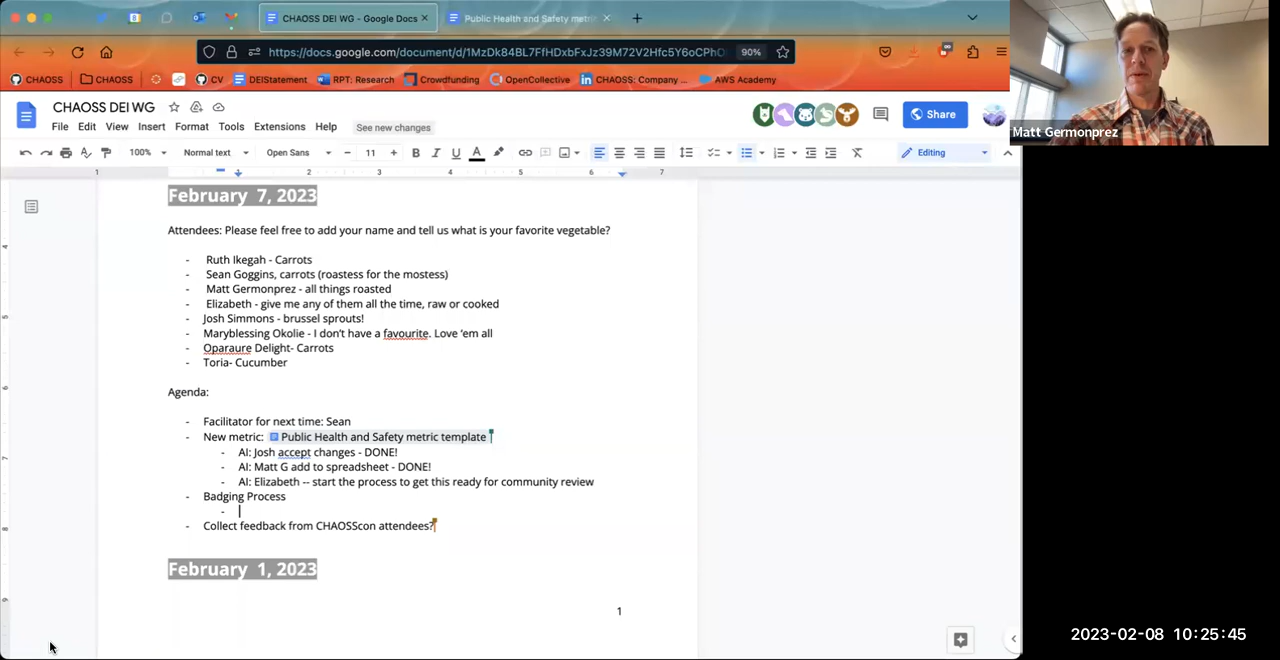 CHAOSS DEI WG - Google Docs
Public Health and Safety metri
https://docs.google.com/document/d/1MzDk84BL7FfHDxbFxJz39M72V2Hfc5Y6oCPhO
90%
CHAOSS
CHAOSS
CV
DEIStatement
RPT: Research
Crowdfunding
OpenCollective
CHAOSS: Company ...
AWS Academy
CHAOSS DEI WG
File Edit View Insert Format Tools Extensions Help
See new changes
Share
100%
Normal text
Open Sans
11
Editing
1 2 3 4 5 6 7
February 7, 2023
Attendees: Please feel free to add your name and tell us what is your favorite vegetable?
- Ruth Ikegah - Carrots
- Sean Goggins, carrots (roastess for the mostess)
- Matt Germonprez - all things roasted
- Elizabeth - give me any of them all the time, raw or cooked
- Josh Simmons - brussel sprouts!
- Maryblessing Okolie - I don’t have a favourite. Love ‘em all
- Oparaure Delight- Carrots
- Toria- Cucumber
Agenda:
- Facilitator for next time: Sean
- New metric: Public Health and Safety metric template
- AI: Josh accept changes - DONE!
- AI: Matt G add to spreadsheet - DONE!
- AI: Elizabeth -- start the process to get this ready for community review
- Badging Process
-
- Collect feedback from CHAOSScon attendees?
February 1, 2023
1
Matt Germonprez
2023-02-08 10:25:45